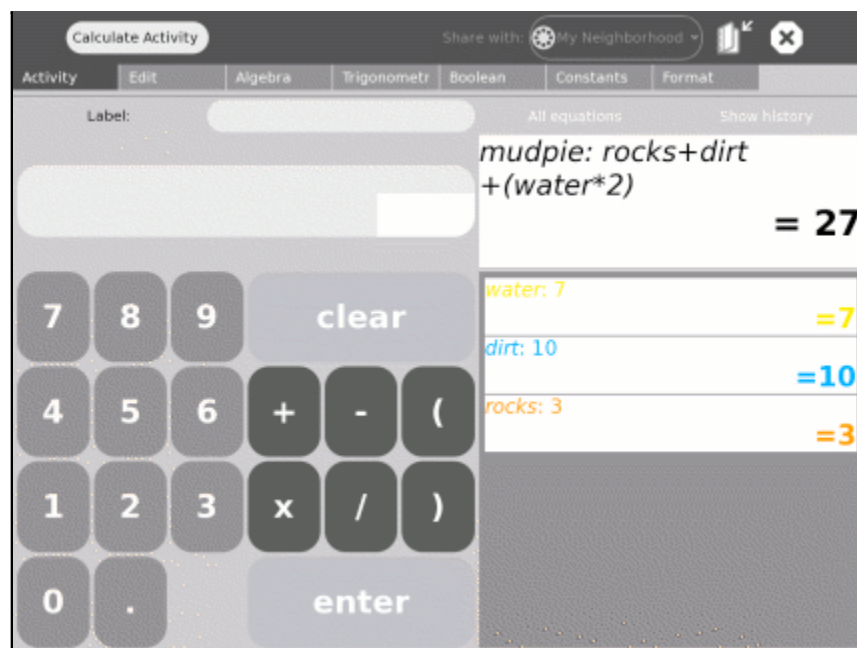 Calculate Activity
Share with: My Neighborhood
Activity Edit Algebra Trigonometr Boolean Constants Format
Label:
All equations Show history
mudpie: rocks+dirt
+(water*2)
= 27
water: 7
=7
dirt: 10
=10
rocks: 3
=3
7 8 9 clear
4 5 6 + - (
1 2 3 x / )
0 . enter